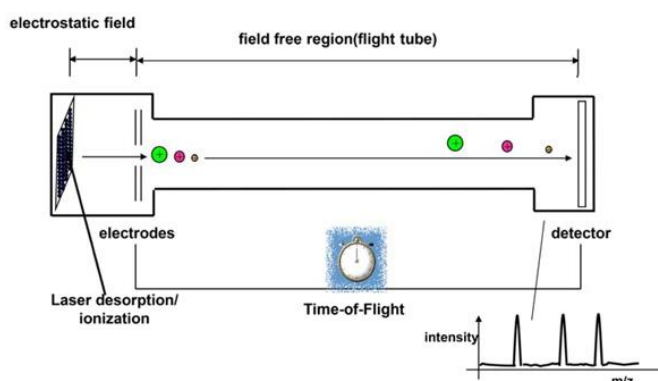 electrostatic field
field free region(flight tube)
electrodes
detector
Laser desorption/
ionization
Time-of-Flight
intensity
m/z